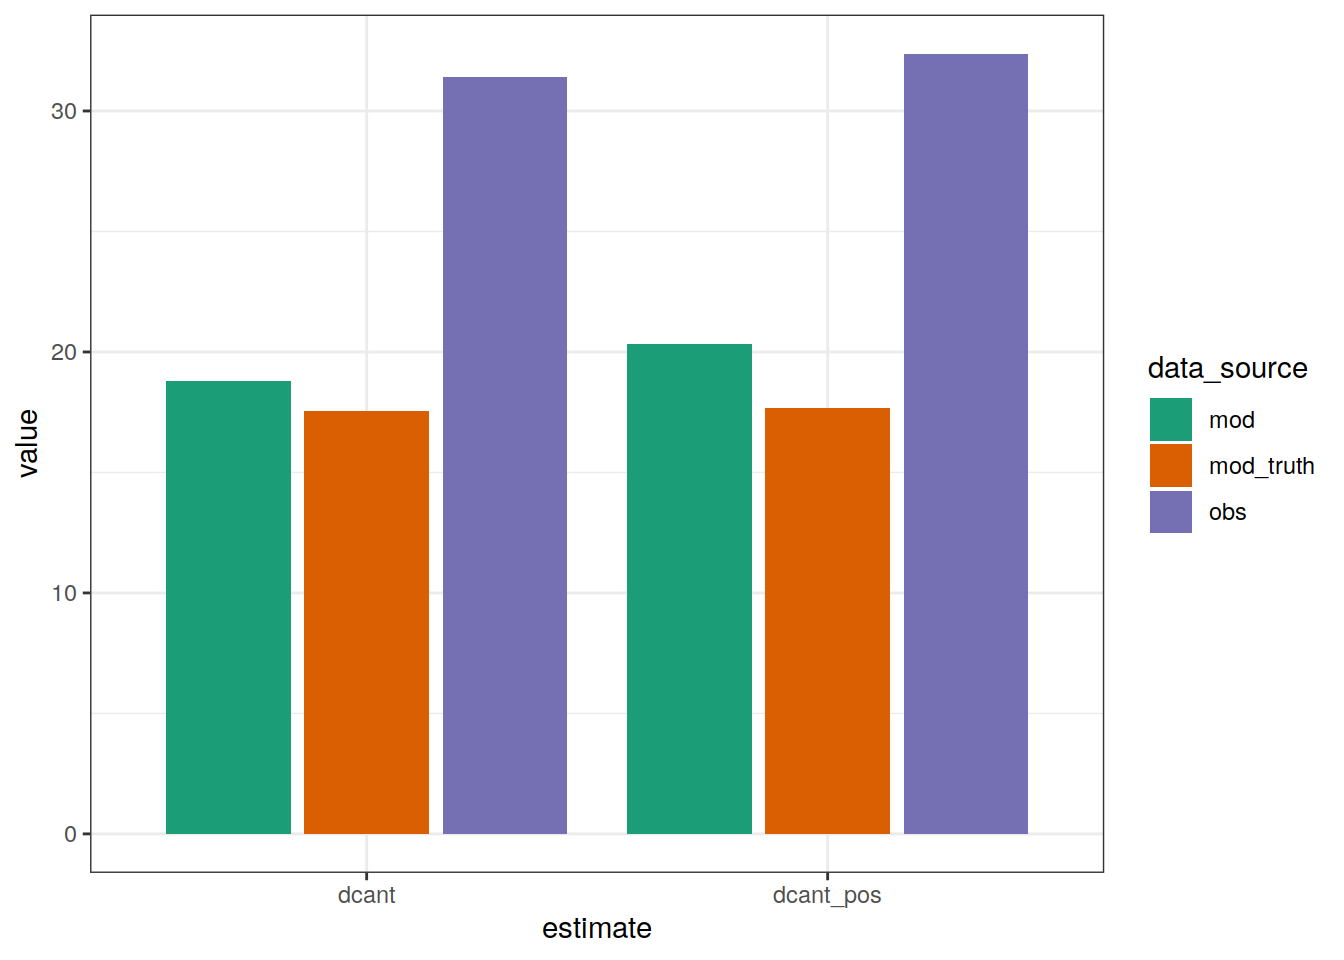 30
20
10
0
value
dcant
dcant_pos
estimate
data_source
mod
mod_truth
obs